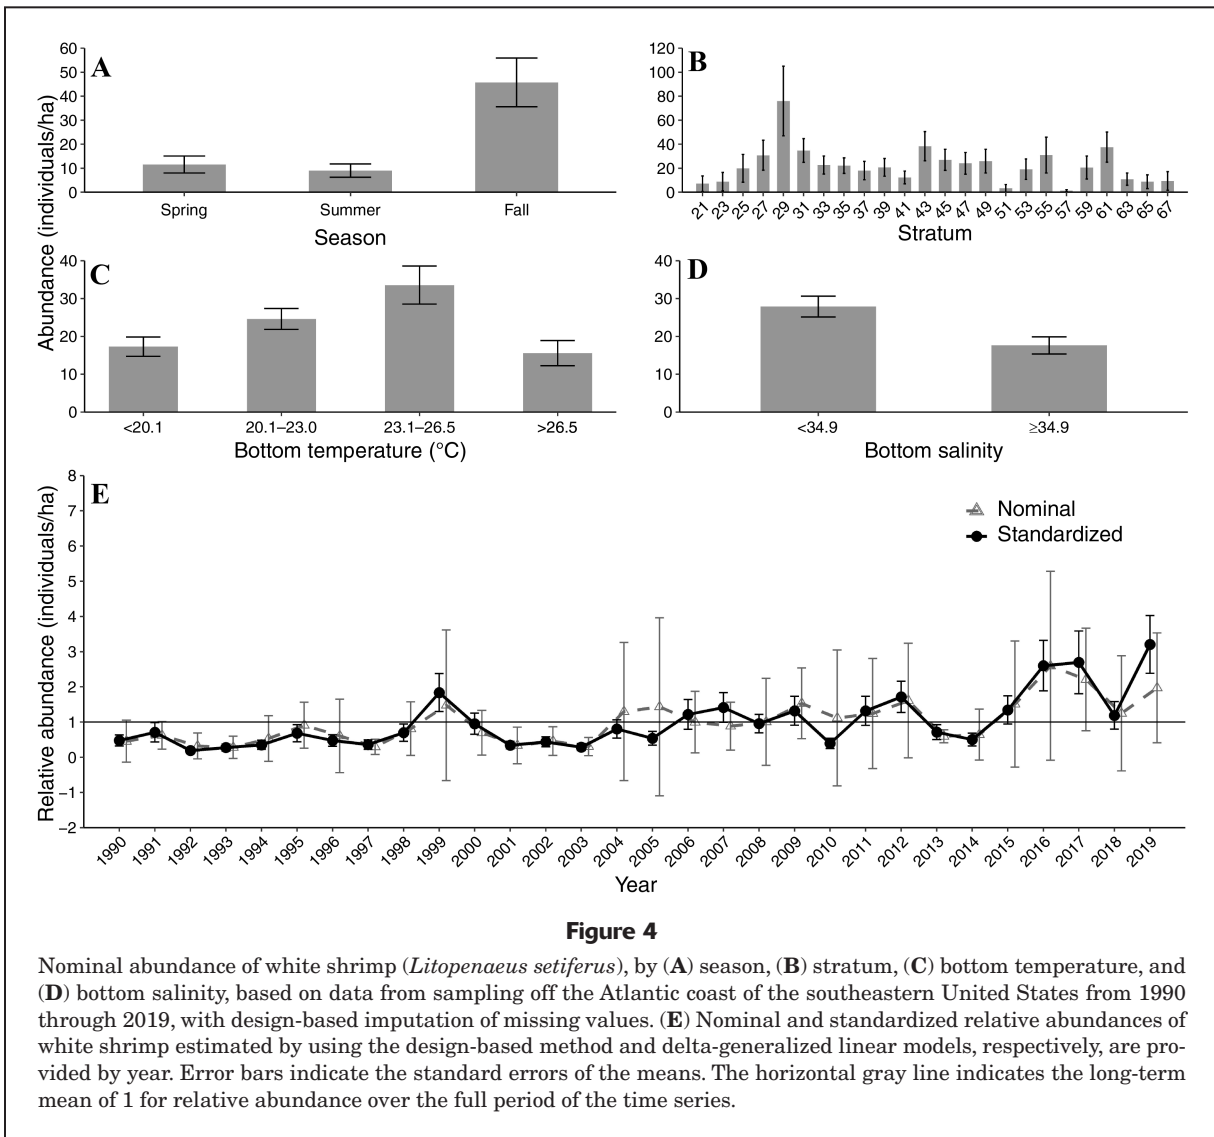 A
60
50
40
30
20
10
0
Spring Summer Fall
Season
B
120
100
80
60
40
20
0
21 23 25 27 29 31 33 35 37 39 41 43 45 47 49 51 53 55 57 59 61 63 65 67
Stratum
Abundance (individuals/ha)
C
40
30
20
10
0
<20.1 20.1–23.0 23.1–26.5 >26.5
Bottom temperature (°C)
D
40
30
20
10
0
<34.9 ≥34.9
Bottom salinity
E
8
7
6
5
4
3
2
1
0
−1
−2
Relative abundance (individuals/ha)
Nominal
Standardized
1990 1991 1992 1993 1994 1995 1996 1997 1998 1999 2000 2001 2002 2003 2004 2005 2006 2007 2008 2009 2010 2011 2012 2013 2014 2015 2016 2017 2018 2019
Year
Figure 4
Nominal abundance of white shrimp (Litopenaeus setiferus), by (A) season, (B) stratum, (C) bottom temperature, and
(D) bottom salinity, based on data from sampling off the Atlantic coast of the southeastern United States from 1990
through 2019, with design-based imputation of missing values. (E) Nominal and standardized relative abundances of
white shrimp estimated by using the design-based method and delta-generalized linear models, respectively, are pro-
vided by year. Error bars indicate the standard errors of the means. The horizontal gray line indicates the long-term
mean of 1 for relative abundance over the full period of the time series.